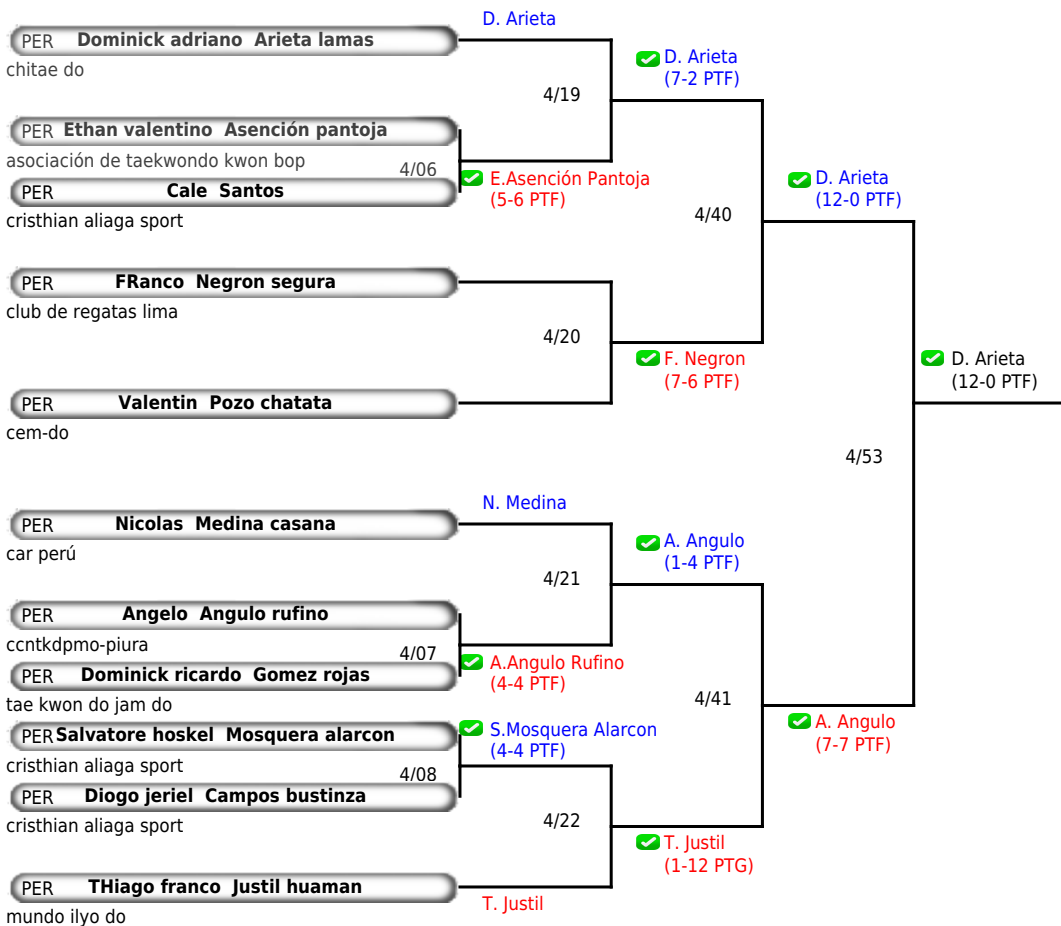 D. Arieta
PER Dominick adriano Arieta lamas
chitae do
D. Arieta
(7-2 PTF)
4/19
PER Ethan valentino Asención pantoja
asociación de taekwondo kwon bop
4/06
E.Asención Pantoja
(5-6 PTF)
PER Cale Santos
cristhian aliaga sport
D. Arieta
(12-0 PTF)
4/40
PER FRanco Negron segura
club de regatas lima
4/20
F. Negron
(7-6 PTF)
D. Arieta
(12-0 PTF)
PER Valentin Pozo chatata
cem-do
4/53
N. Medina
PER Nicolas Medina casana
car perú
A. Angulo
(1-4 PTF)
4/21
PER Angelo Angulo rufino
ccntkdpmo-piura
4/07
A.Angulo Rufino
(4-4 PTF)
PER Dominick ricardo Gomez rojas
tae kwon do jam do
4/41
PER Salvatore hoskel Mosquera alarcon
cristhian aliaga sport
S.Mosquera Alarcon
(4-4 PTF)
A. Angulo
(7-7 PTF)
4/08
PER Diogo jeriel Campos bustinza
cristhian aliaga sport
4/22
T. Justil
(1-12 PTG)
PER THiago franco Justil huaman
mundo ilyo do
T. Justil